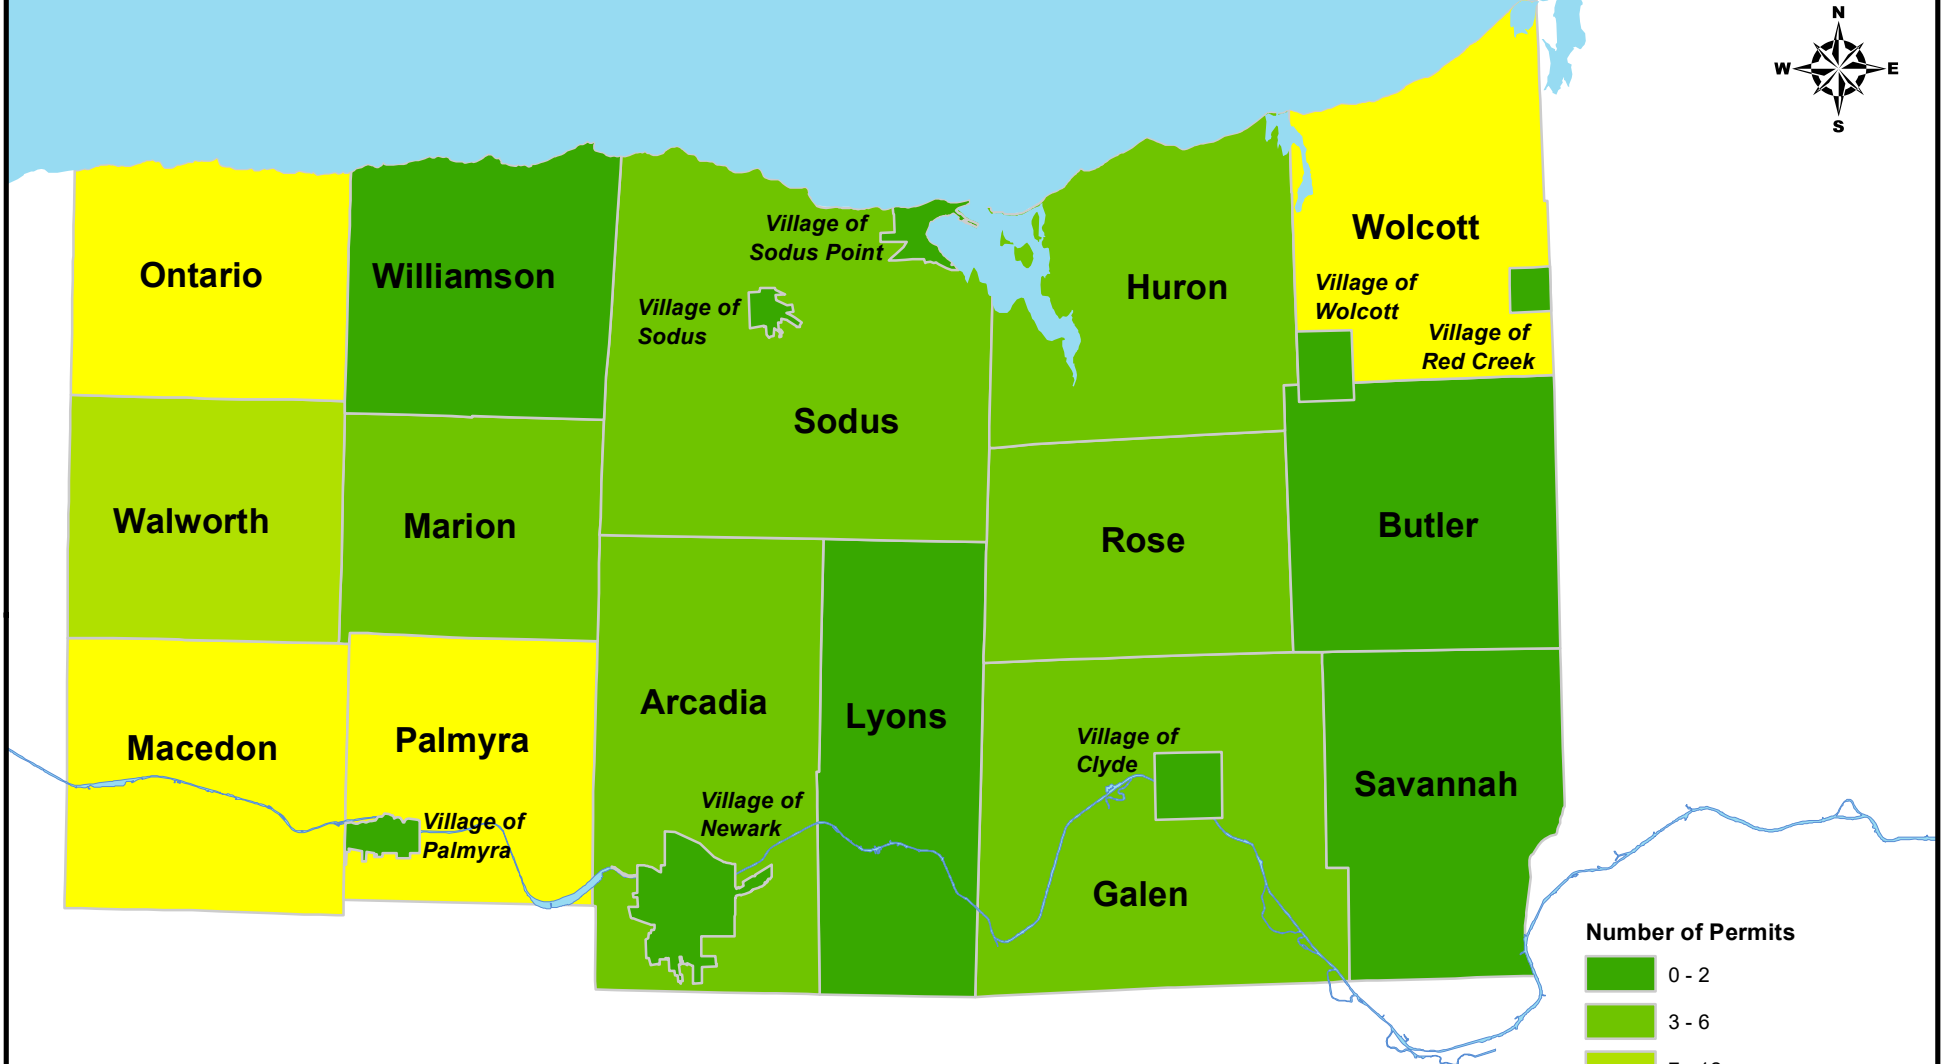 N
W E
S
Village of
Sodus Point
Wolcott
Ontario
Williamson
Huron
Village of
Wolcott
Village of
Sodus
Village of
Red Creek
Sodus
Walworth
Marion
Rose
Butler
Arcadia
Lyons
Macedon
Palmyra
Village of
Clyde
Savannah
Village of
Newark
Village of
Palmyra
Galen
Number of Permits
0 - 2
3 - 6